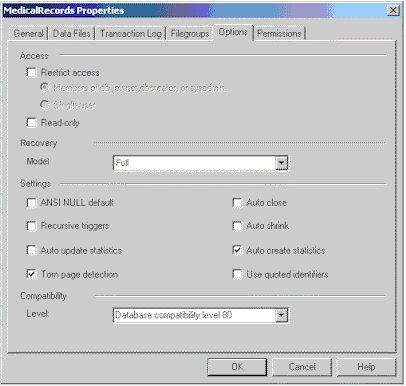 MedicalRecords Properties
General Data Files Transaction Log Filegroups Options Permissions
Access
Restrict access
Members of db_owner, dbcreator, or sysadmin
Single user
Read-only
Recovery
Model Full
Settings
ANSI NULL default Auto close
Recursive triggers Auto shrink
Auto update statistics Auto create statistics
Torn page detection Use quoted identifiers
Compatibility
Level: Database compatibility level 80
OK Cancel Help